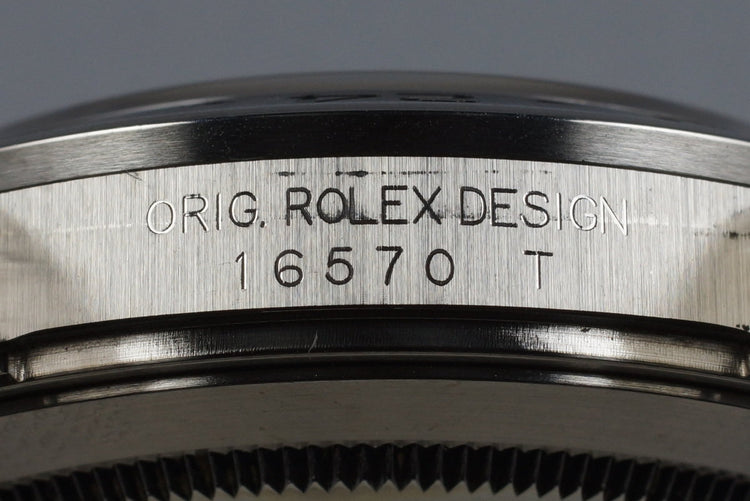 ORIG. ROLEX DESIGN
16570 T